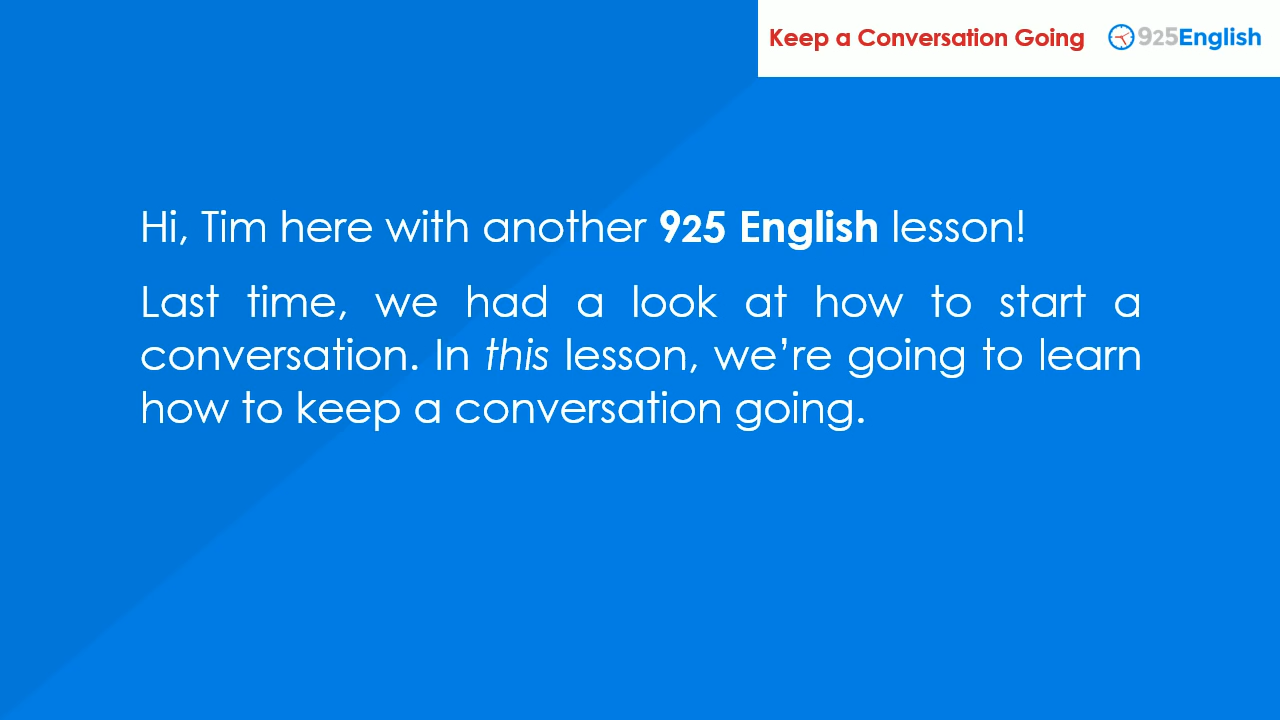 Keep a Conversation Going
925English
Hi, Tim here with another 925 English lesson!
Last time, we had a look at how to start a
conversation. In this lesson, we’re going to learn
how to keep a conversation going.